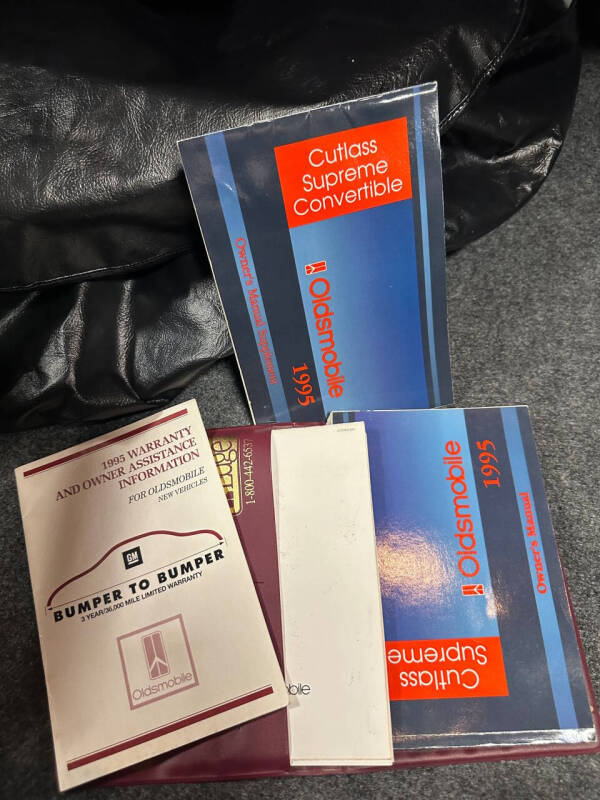 Cutlass
Supreme
Convertible
Owner's Manual Supplement
Oldsmobile
1995
1995 WARRANTY
AND OWNER ASSISTANCE
INFORMATION
FOR OLDSMOBILE
NEW VEHICLES
GM
BUMPER TO BUMPER
3 YEAR/36,000 MILE LIMITED WARRANTY
Oldsmobile
Edge
1-800-442-6537
bile
Oldsmobile
1995
Owner's Manual
Cutlass
Supreme